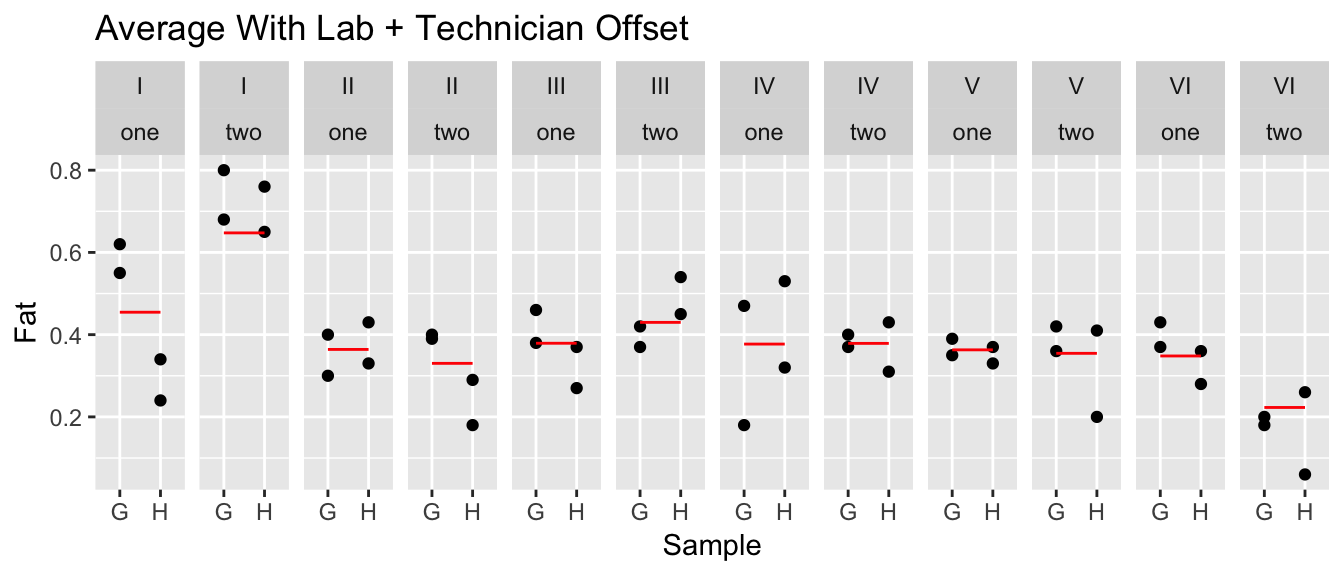 Average With Lab + Technician Offset
I I II II III III IV IV V V VI VI
one two one two one two one two one two one two
0.8
0.6
0.4
0.2
Fat
G H G H G H G H G H G H G H G H G H G H G H G H
Sample